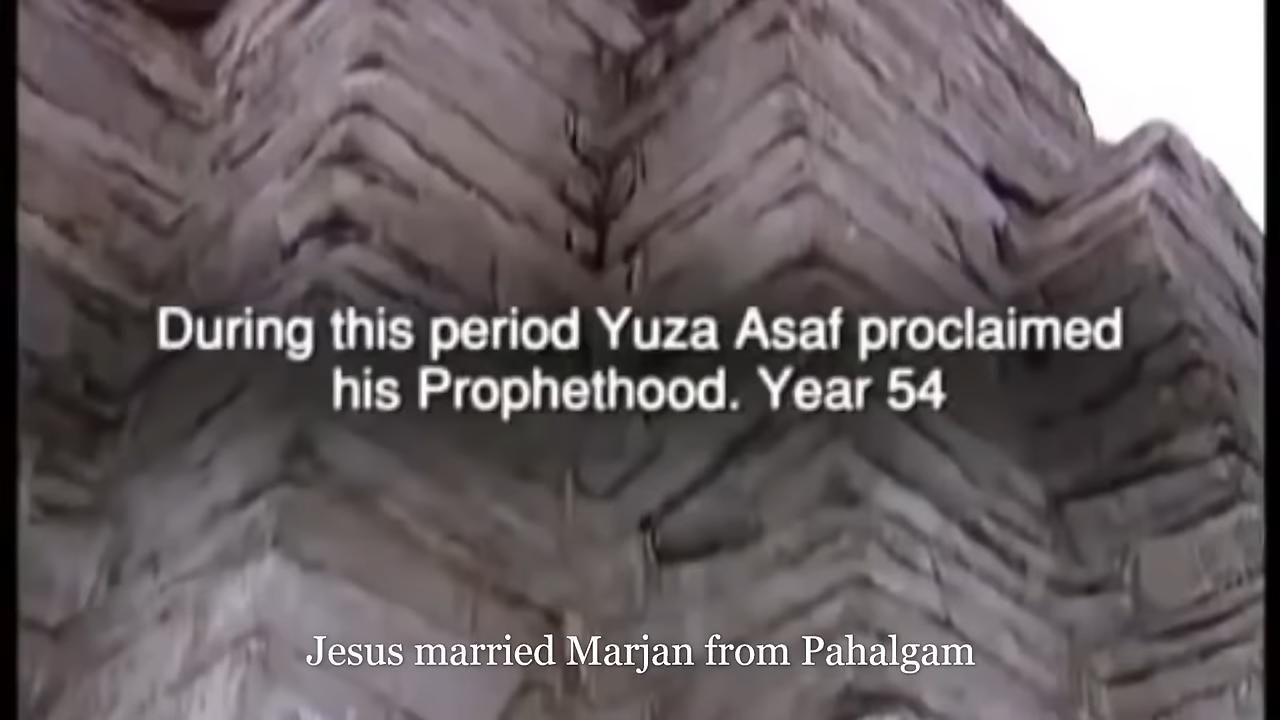 During this period Yuza Asaf proclaimed
his Prophethood. Year 54
Jesus married Marjan from Pahalgam